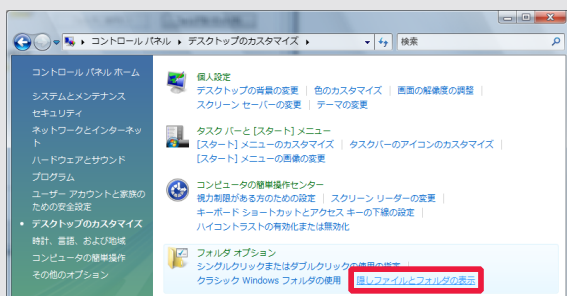 コントロール パネル ▸ デスクトップのカスタマイズ ▸
検索
コントロール パネル ホーム
システムとメンテナンス
セキュリティ
ネットワークとインターネッ
ト
ハードウェアとサウンド
プログラム
ユーザー アカウントと家族の
ための安全設定
• デスクトップのカスタマイズ
時計、言語、および地域
コンピュータの簡単操作
その他のオプション
個人設定
デスクトップの背景の変更 | 色のカスタマイズ | 画面の解像度の調整 |
スクリーン セーバーの変更 | テーマの変更
タスク バーと [スタート] メニュー
[スタート] メニューのカスタマイズ | タスクバーのアイコンのカスタマイズ |
[スタート] メニューの画像の変更
コンピュータの簡単操作センター
視力制限がある方のための設定 | スクリーン リーダーの変更 |
キーボード ショートカットとアクセス キーの下線の設定 |
ハイコントラストの有効化または無効化
フォルダ オプション
シングルクリックまたはダブルクリックの使用の指定 |
クラシック Windows フォルダの使用 | 隠しファイルとフォルダの表示